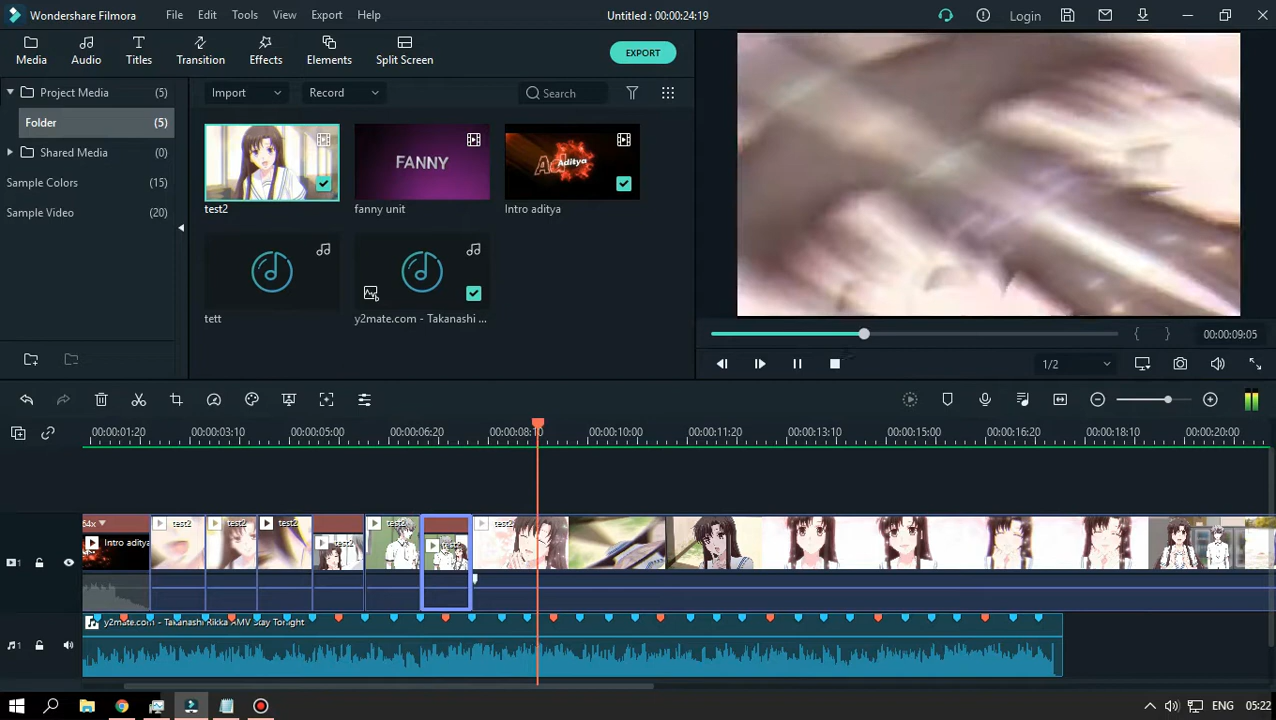 Wondershare Filmora File Edit Tools View Export Help Untitled : 00:00:24:19 Login
Media Audio Titles Transition Effects Elements Split Screen EXPORT
Project Media (5)
Folder (5)
Shared Media (0)
Sample Colors (15)
Sample Video (20)
Import Record Search
FANNY
Aditya
test2 fanny unit Intro aditya
tett y2mate.com - Takanashi ...
00:00:09:05
1/2
00:00:01:20 00:00:03:10 00:00:05:00 00:00:06:20 00:00:08:10 00:00:10:00 00:00:11:20 00:00:13:10 00:00:15:00 00:00:16:20 00:00:18:10 00:00:20:00
64x test2 test2 test2 test2 test2
Intro aditya test2
1
y2mate.com - Takanashi Rikka AMV Stay Tonight
1
ENG 05:22